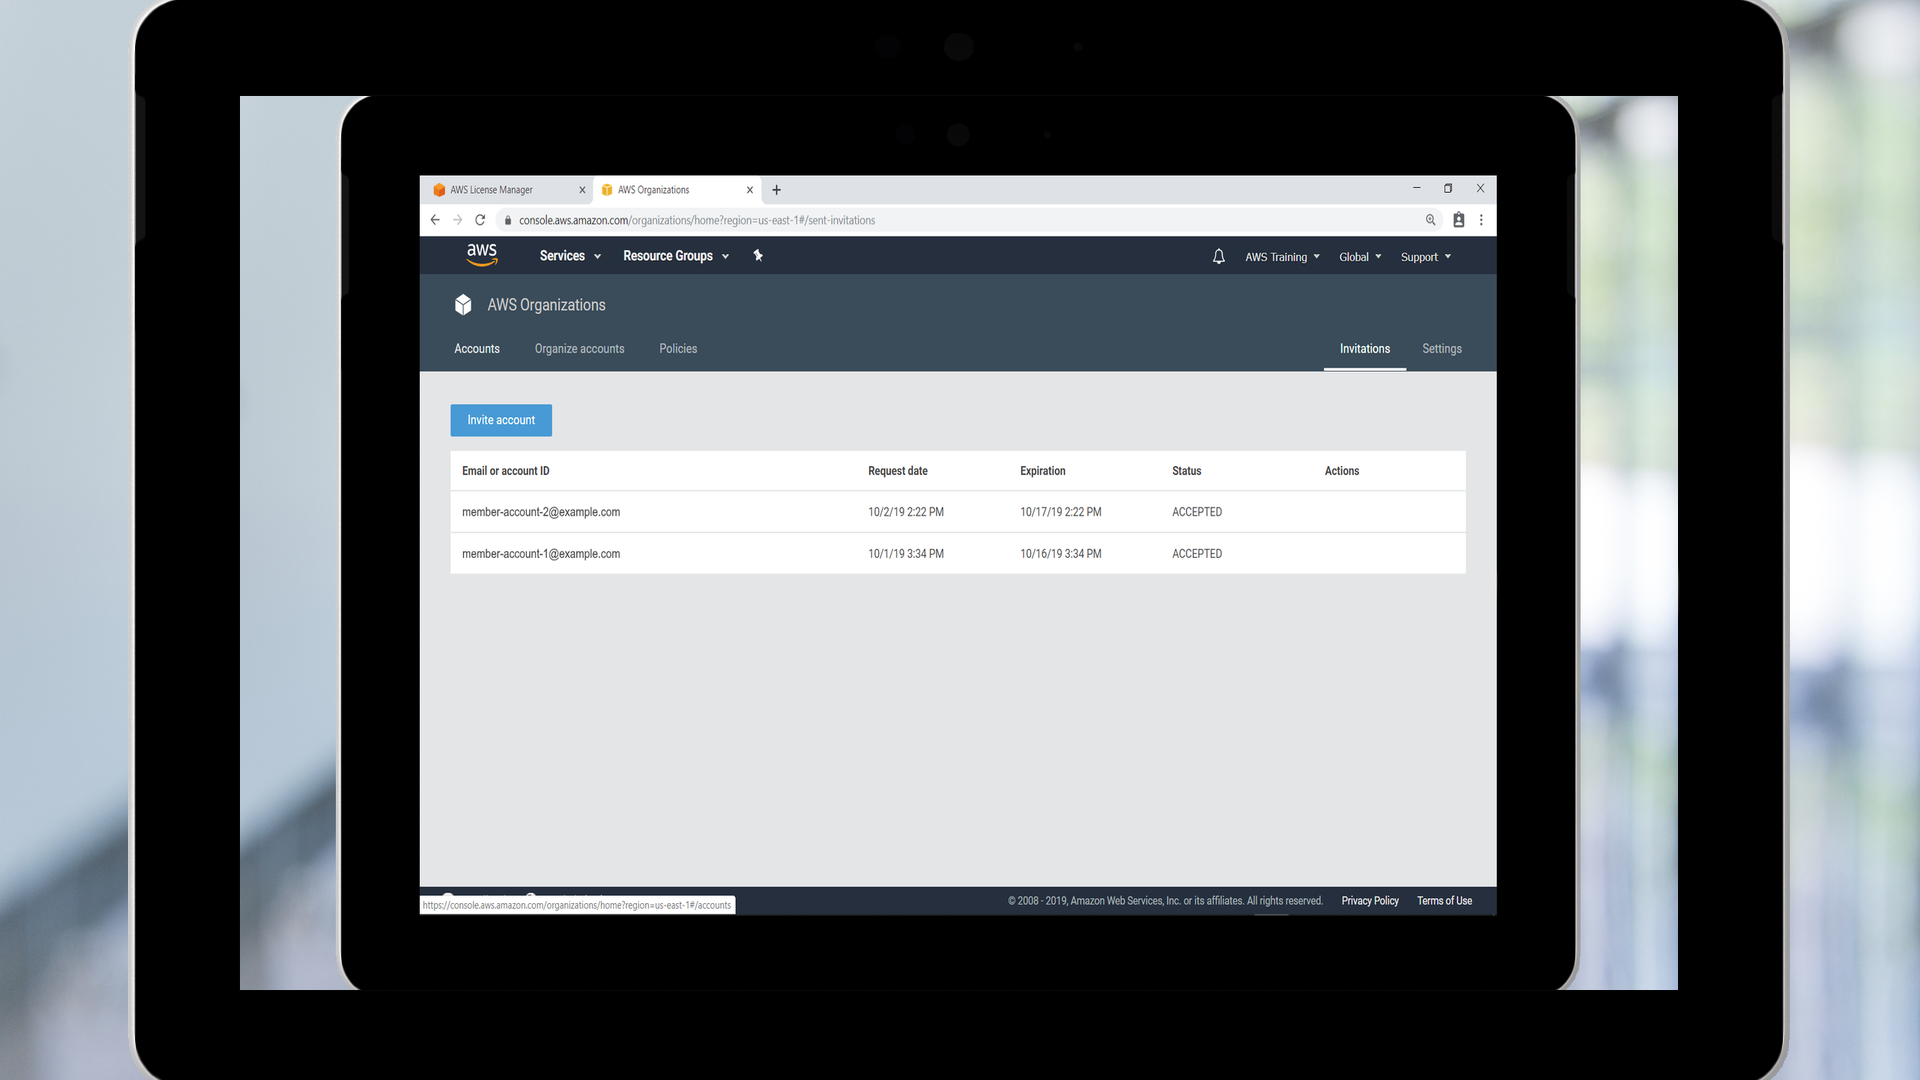 AWS License Manager
AWS Organizations
console.aws.amazon.com/organizations/home?region=us-east-1#/sent-invitations
aws Services Resource Groups AWS Training Global Support
AWS Organizations
Accounts Organize accounts Policies Invitations Settings
Invite account
Email or account ID Request date Expiration Status Actions
member-account-2@example.com 10/2/19 2:22 PM 10/17/19 2:22 PM ACCEPTED
member-account-1@example.com 10/1/19 3:34 PM 10/16/19 3:34 PM ACCEPTED
https://console.aws.amazon.com/organizations/home?region=us-east-1#/accounts
© 2008 - 2019, Amazon Web Services, Inc. or its affiliates. All rights reserved. Privacy Policy Terms of Use